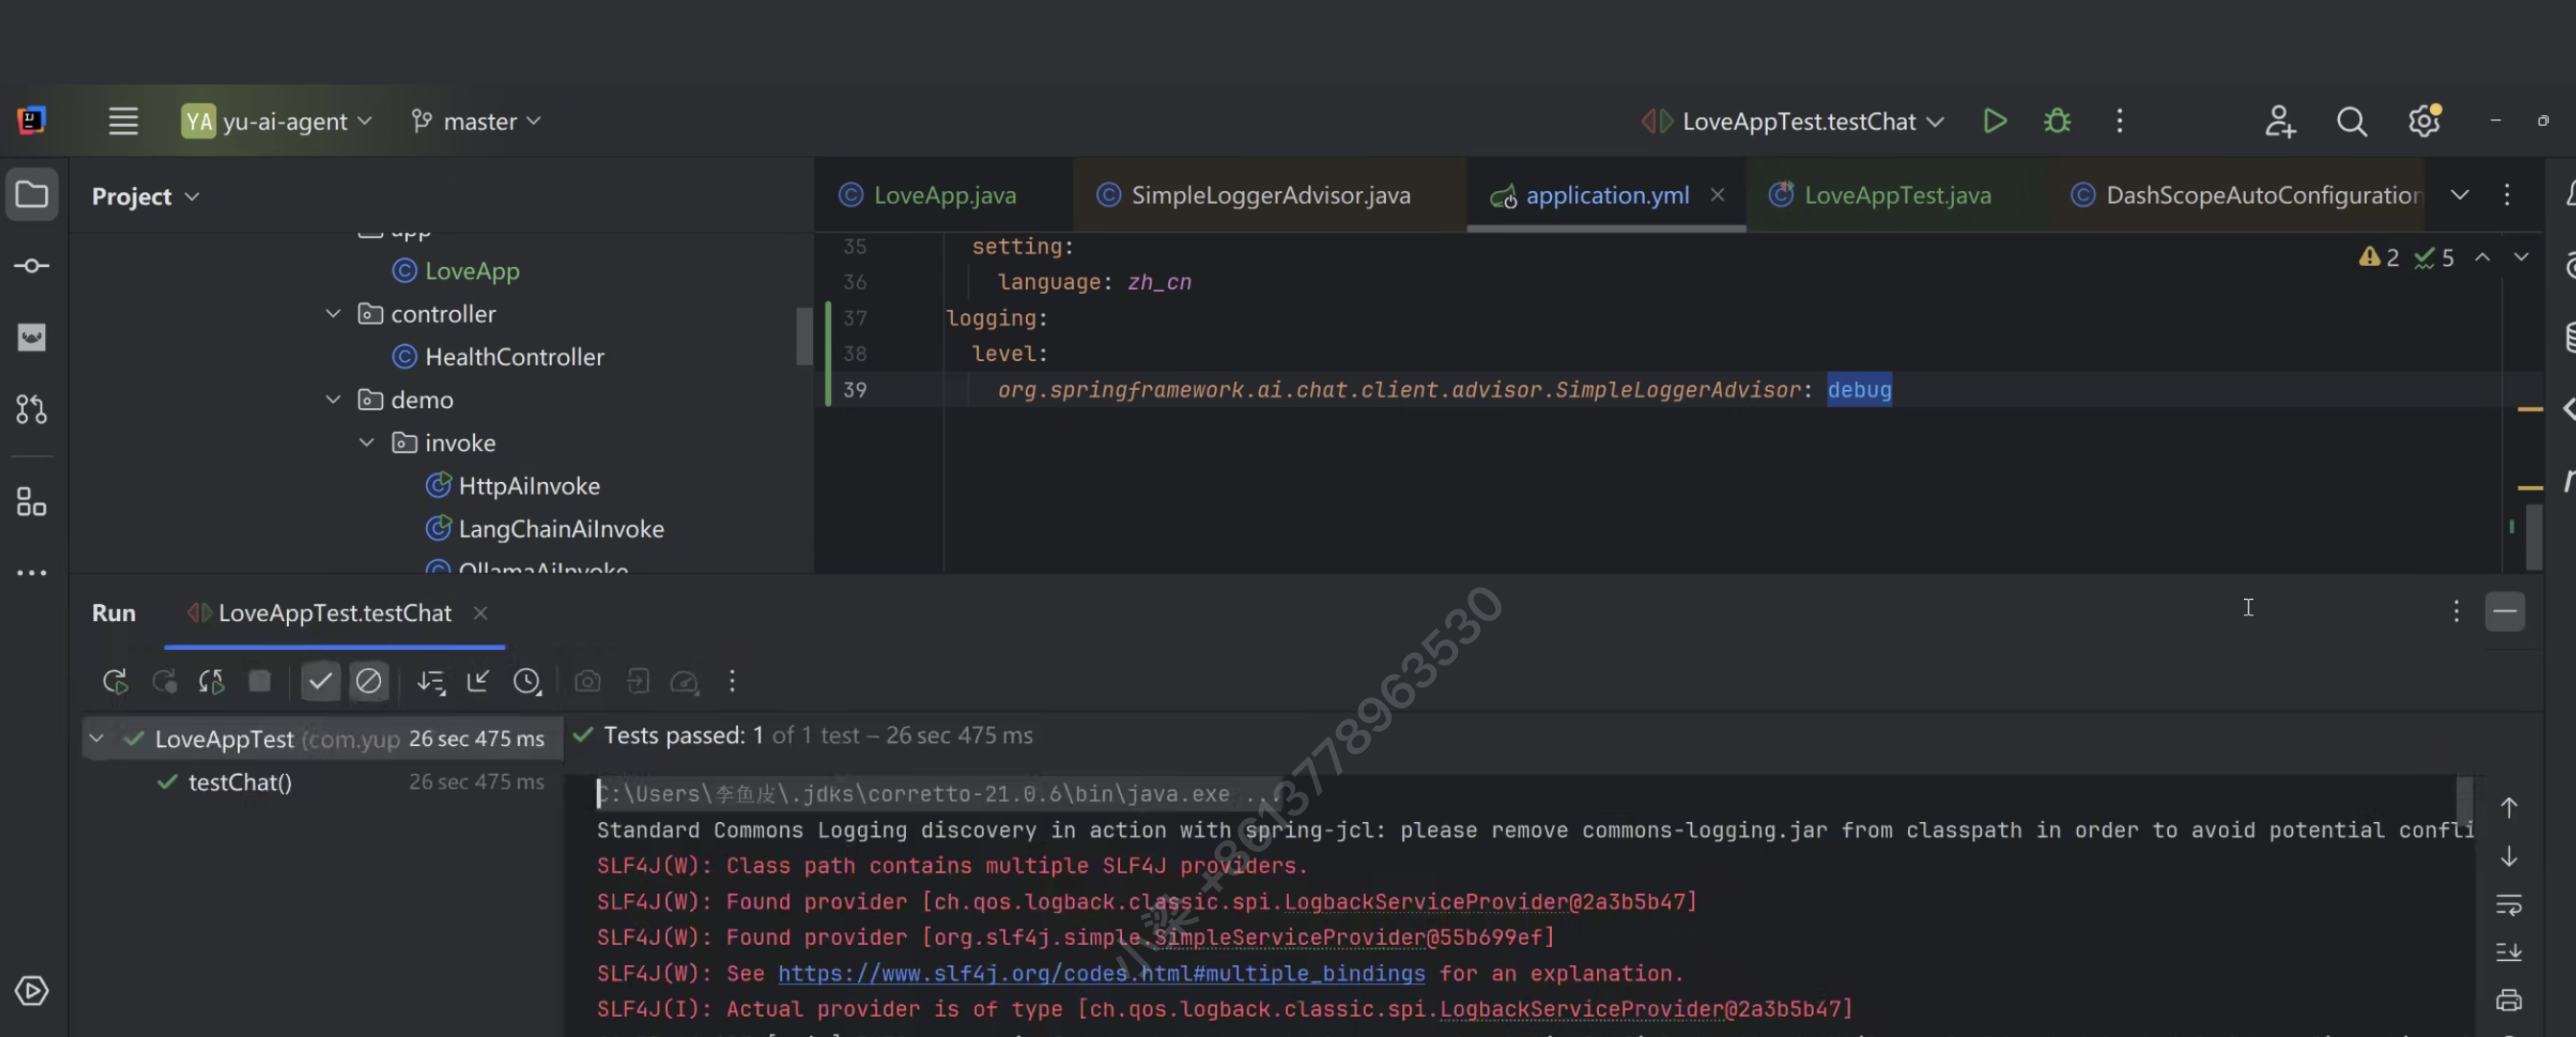 YA yu-ai-agent master LoveAppTest.testChat
Project
LoveApp.java SimpleLoggerAdvisor.java application.yml LoveAppTest.java DashScopeAutoConfiguration
app
LoveApp
controller
HealthController
demo
invoke
HttpAiInvoke
LangChainAiInvoke
OllamaAiInvoke
2 5
35 setting:
36 language: zh_cn
37 logging:
38 level:
39 org.springframework.ai.chat.client.advisor.SimpleLoggerAdvisor: debug
Run LoveAppTest.testChat
LoveAppTest (com.yup 26 sec 475 ms
testChat() 26 sec 475 ms
Tests passed: 1 of 1 test – 26 sec 475 ms
C:\Users\李鱼皮\.jdks\corretto-21.0.6\bin\java.exe ...
Standard Commons Logging discovery in action with spring-jcl: please remove commons-logging.jar from classpath in order to avoid potential confli
SLF4J(W): Class path contains multiple SLF4J providers.
SLF4J(W): Found provider [ch.qos.logback.classic.spi.LogbackServiceProvider@2a3b5b47]
SLF4J(W): Found provider [org.slf4j.simple.SimpleServiceProvider@55b699ef]
SLF4J(W): See https://www.slf4j.org/codes.html#multiple_bindings for an explanation.
SLF4J(I): Actual provider is of type [ch.qos.logback.classic.spi.LogbackServiceProvider@2a3b5b47]
小梁 +8613778963530